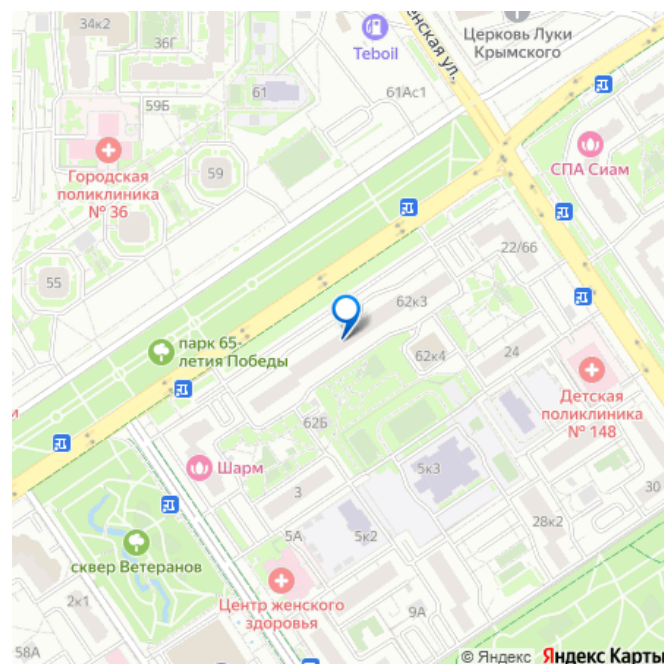 34к2
36Г
Teboil
Церковь Луки
Крымского
енская ул.
59Б
61
61Ас1
Городская
поликлиника
№ 36
59
СПА Сиам
22/66
55
62к3
парк 65-
летия Победы
62к4
24
Детская
поликлиника
№ 148
и
62Б
Шарм
5к3
3
30
5А
5к2
28к2
сквер Ветеранов
2к1
Центр женского
здоровья
9А
58А
© Яндекс Яндекс Карты